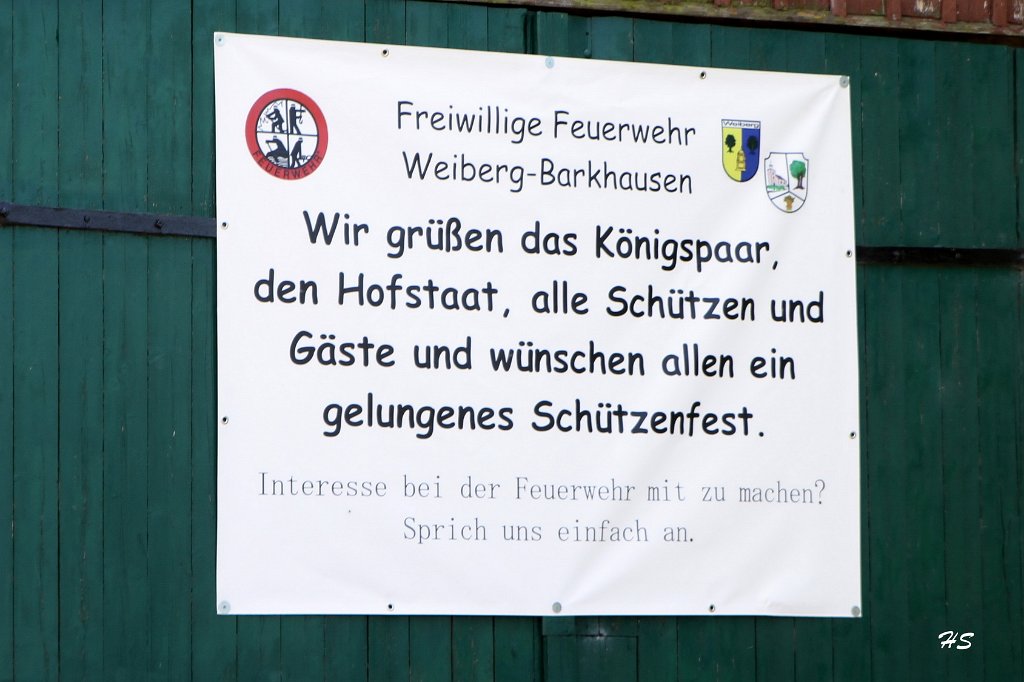 Freiwillige Feuerwehr
Weiberg-Barkhausen
FEUERWEHR
Weiberg
Wir grüßen das Königspaar,
den Hofstaat, alle Schützen und
Gäste und wünschen allen ein
gelungenes Schützenfest.
Interesse bei der Feuerwehr mit zu machen?
Sprich uns einfach an.
HS